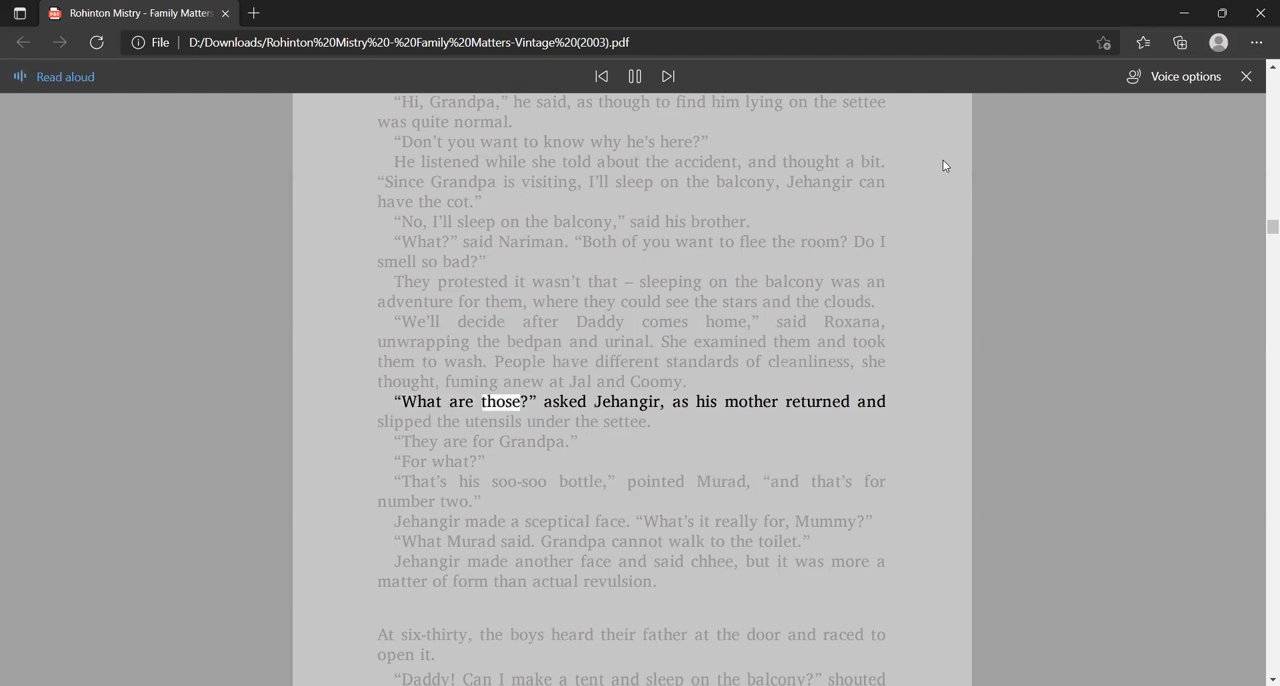 Rohinton Mistry - Family Matters
File
D:/Downloads/Rohinton%20Mistry%20-%20Family%20Matters-Vintage%20(2003).pdf
Read aloud
Voice options
“Hi, Grandpa,” he said, as though to find him lying on the settee
was quite normal.
“Don’t you want to know why he’s here?”
He listened while she told about the accident, and thought a bit.
“Since Grandpa is visiting, I’ll sleep on the balcony, Jehangir can
have the cot.”
“No, I’ll sleep on the balcony,” said his brother.
“What?” said Nariman. “Both of you want to flee the room? Do I
smell so bad?”
They protested it wasn’t that – sleeping on the balcony was an
adventure for them, where they could see the stars and the clouds.
“We’ll decide after Daddy comes home,” said Roxana,
unwrapping the bedpan and urinal. She examined them and took
them to wash. People have different standards of cleanliness, she
thought, fuming anew at Jal and Coomy.
“What are those?” asked Jehangir, as his mother returned and
slipped the utensils under the settee.
“They are for Grandpa.”
“For what?”
“That’s his soo-soo bottle,” pointed Murad, “and that’s for
number two.”
Jehangir made a sceptical face. “What’s it really for, Mummy?”
“What Murad said. Grandpa cannot walk to the toilet.”
Jehangir made another face and said chhee, but it was more a
matter of form than actual revulsion.
At six-thirty, the boys heard their father at the door and raced to
open it.
“Daddy! Can I make a tent and sleep on the balcony?” shouted